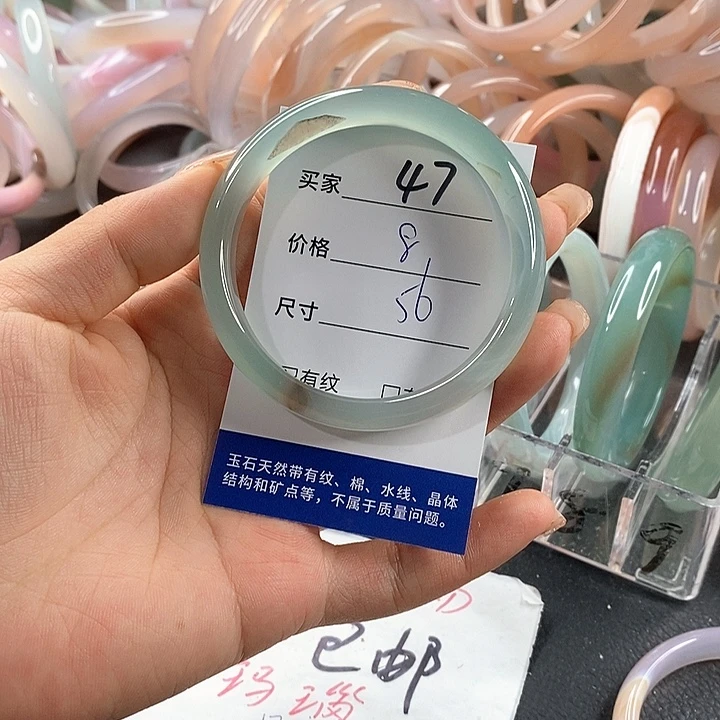 买家 47
价格 8
尺寸 56
口有纹
玉石天然带有纹、棉、水线、晶体
结构和矿点等，不属于质量问题。
已邮
玛瑙